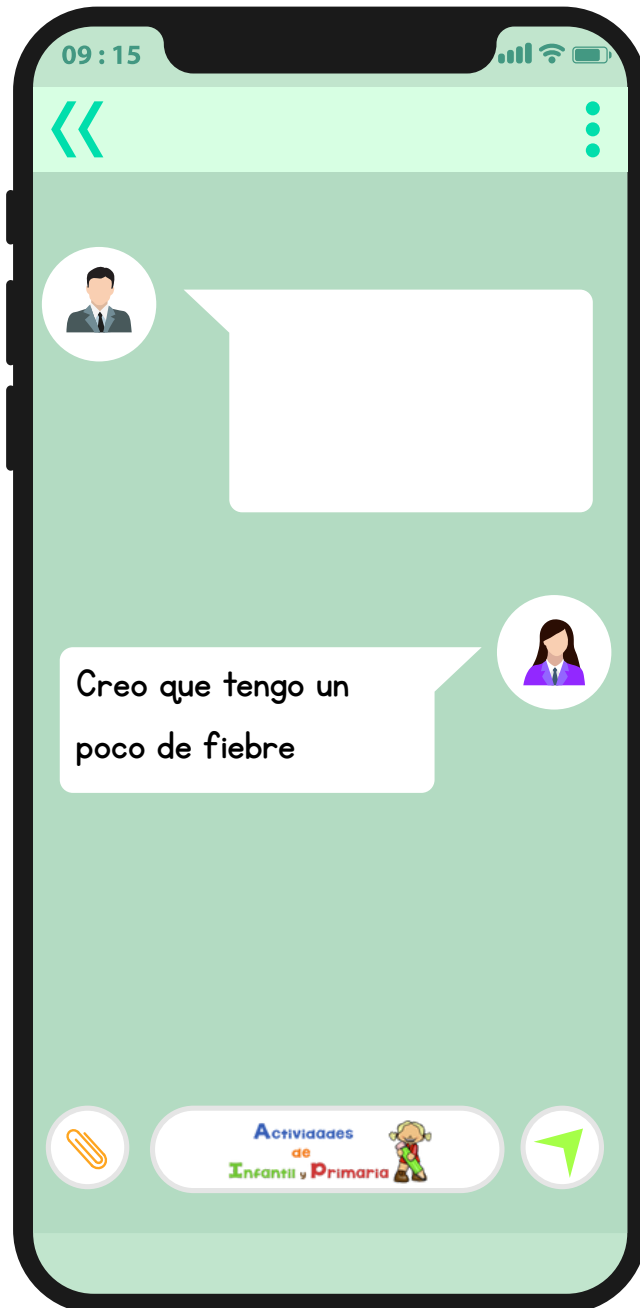 09:15
Creo que tengo un
poco de fiebre
Actividades
de
Infantil y Primaria